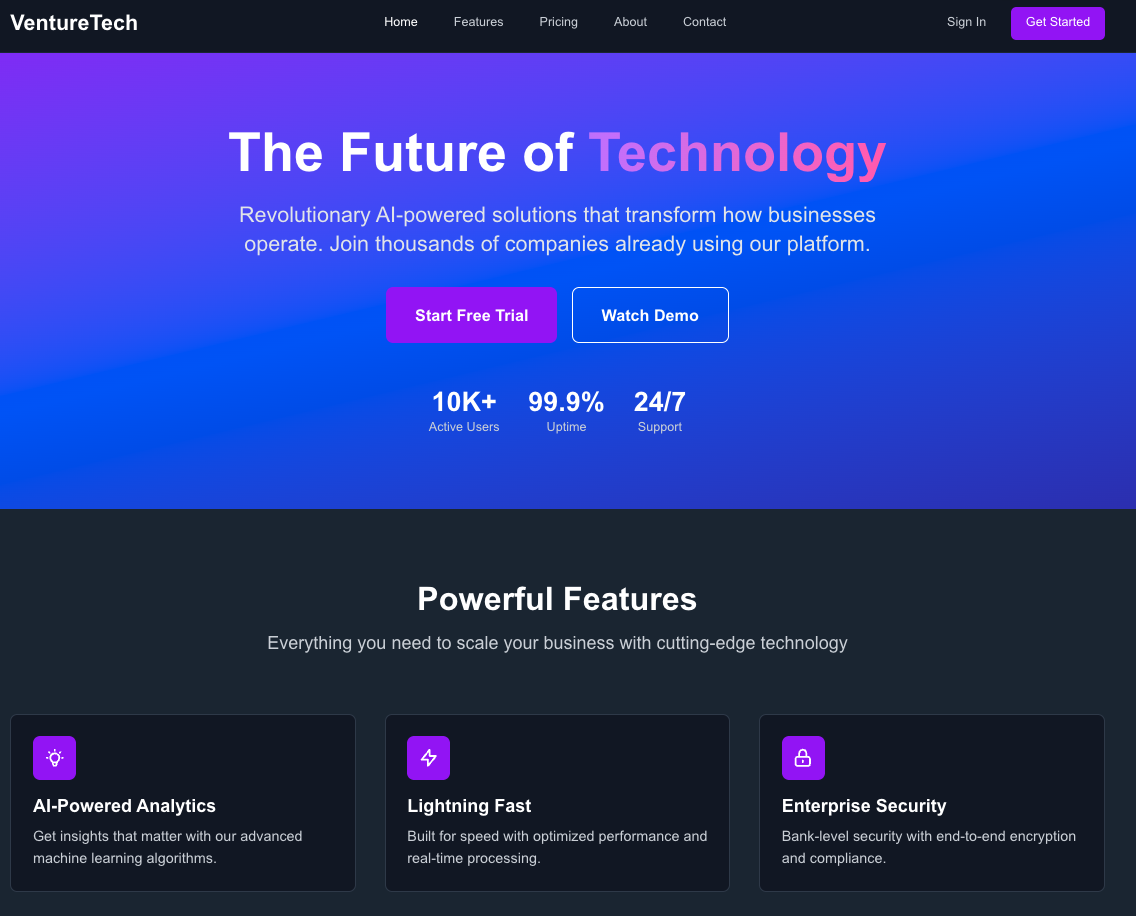 VentureTech
Home
Features
Pricing
About
Contact
Sign In
Get Started
The Future of Technology
Revolutionary AI-powered solutions that transform how businesses
operate. Join thousands of companies already using our platform.
Start Free Trial
Watch Demo
10K+
Active Users
99.9%
Uptime
24/7
Support
Powerful Features
Everything you need to scale your business with cutting-edge technology
AI-Powered Analytics
Get insights that matter with our advanced
machine learning algorithms.
Lightning Fast
Built for speed with optimized performance and
real-time processing.
Enterprise Security
Bank-level security with end-to-end encryption
and compliance.